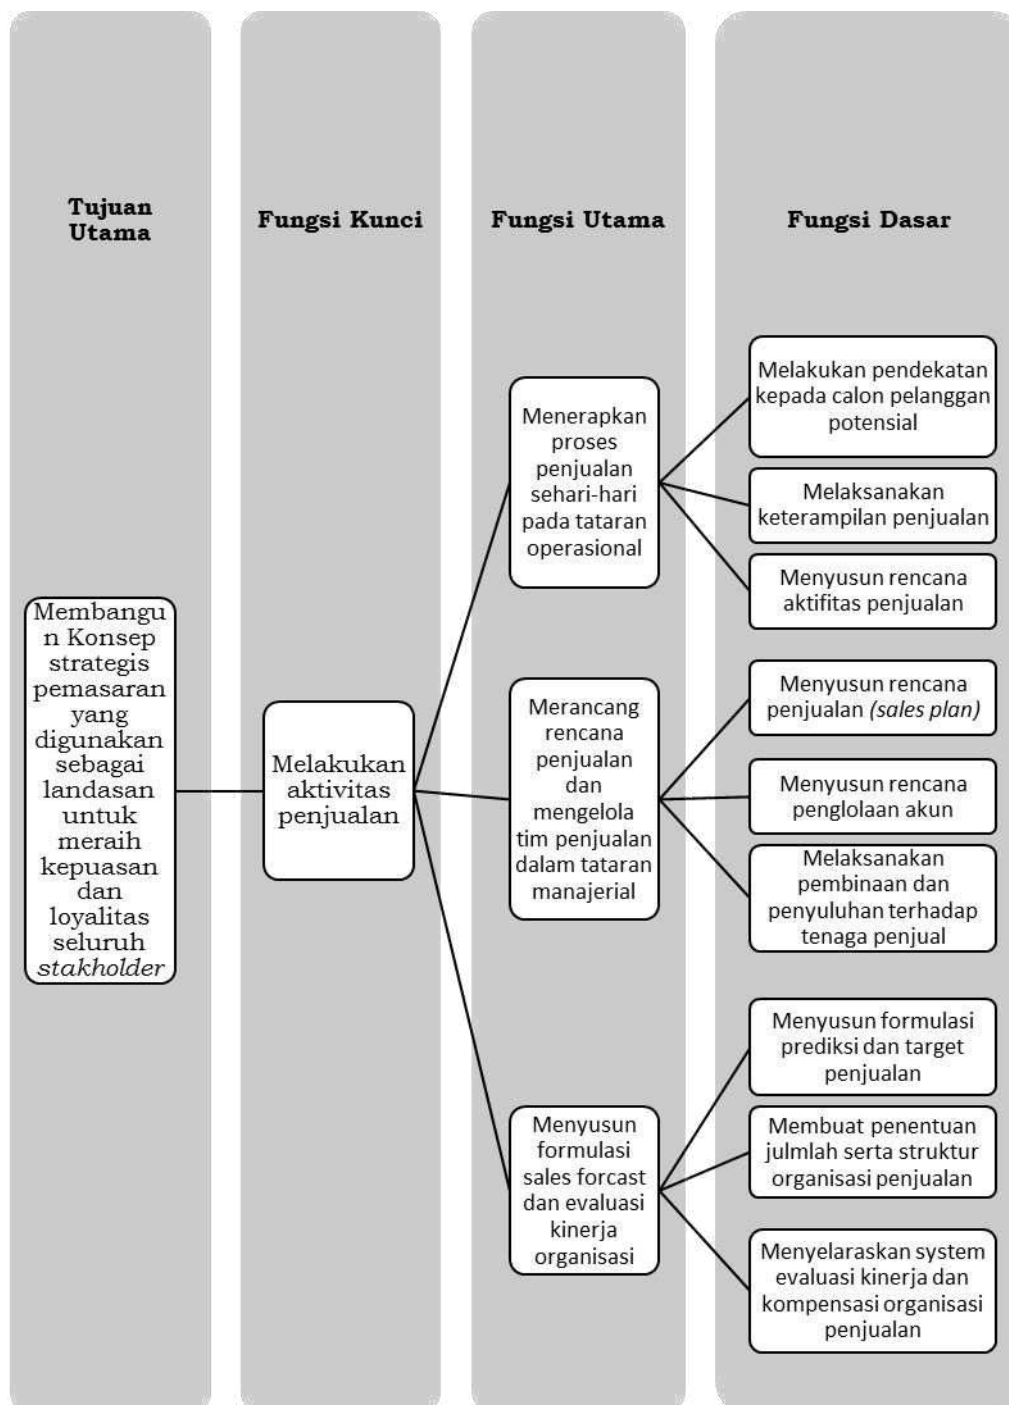 Tujuan
Utama
Fungsi Kunci
Fungsi Utama
Fungsi Dasar
Membangu
n Konsep
strategis
pemasaran
yang
digunakan
sebagai
landasan
untuk
meraih
kepuasan
dan
loyalitas
seluruh
stakholder
Melakukan
aktivitas
penjualan
Menerapkan
proses
penjualan
sehari-hari
pada tataran
operasional
Melakukan pendekatan
kepada calon pelanggan
potensial
Melaksanakan
keterampilan penjualan
Menyusun rencana
aktifitas penjualan
Merancang
rencana
penjualan
dan
mengelola
tim penjualan
dalam tataran
manajerial
Menyusun rencana
penjualan (sales plan)
Menyusun rencana
penglolaan akun
Melaksanakan
pembinaan dan
penyuluhan terhadap
tenaga penjual
Menyusun
formulasi
sales forcast
dan evaluasi
kinerja
organisasi
Menyusun formulasi
prediksi dan target
penjualan
Membuat penentuan
julmlah serta struktur
organisasi penjualan
Menyelaraskan system
evaluasi kinerja dan
kompensasi organisasi
penjualan